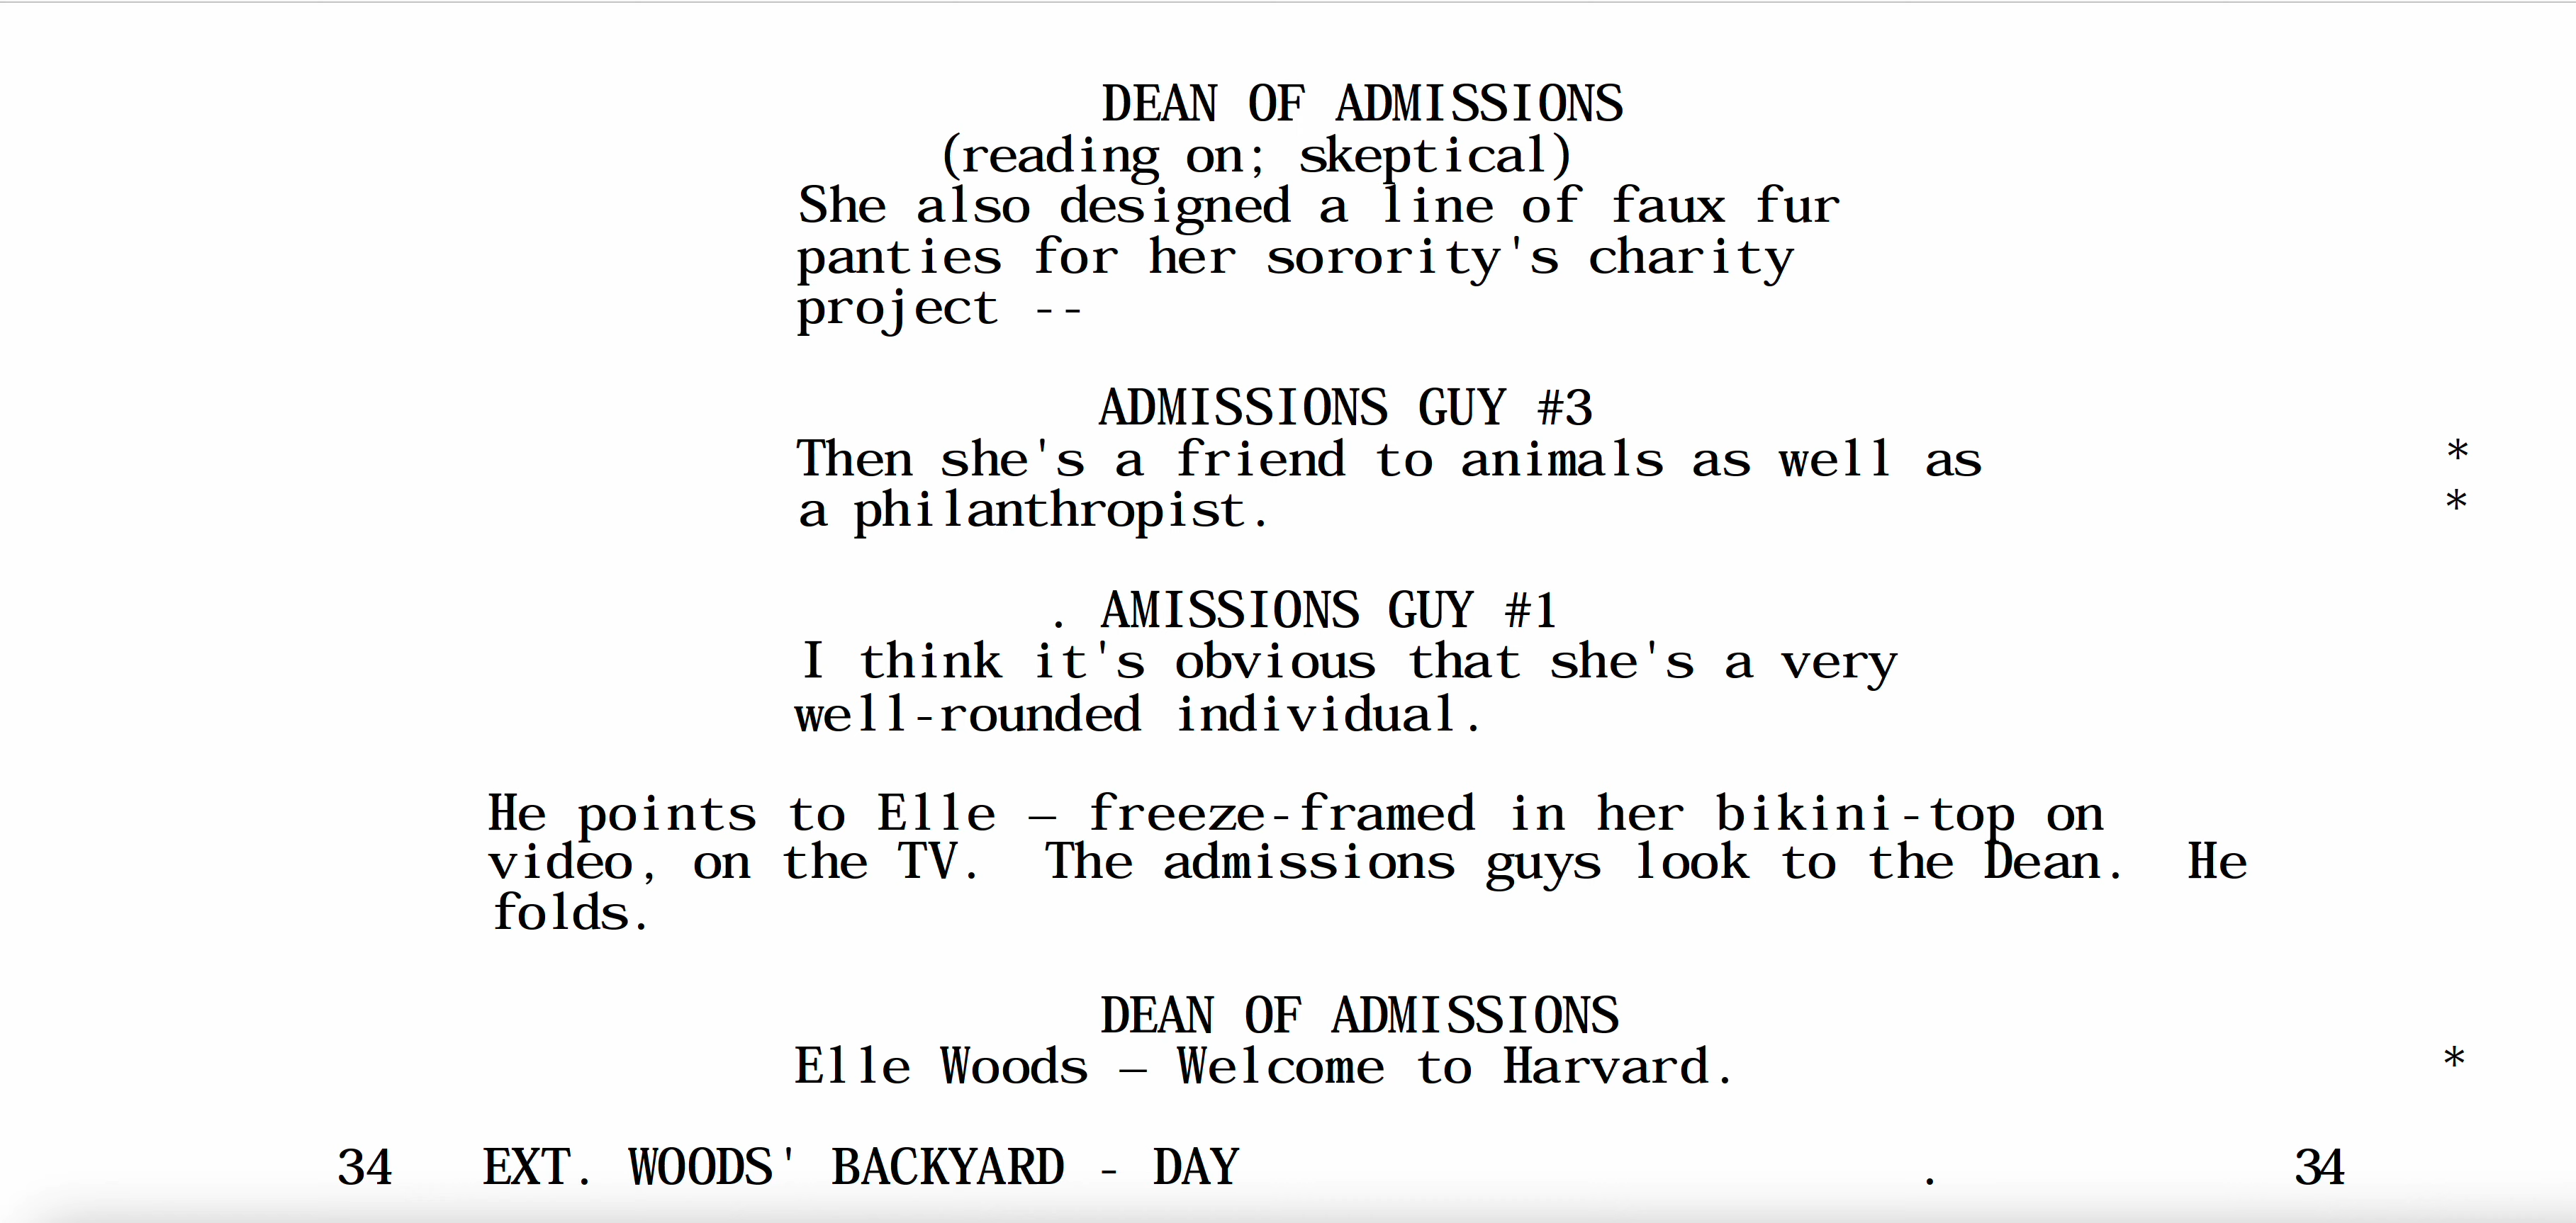 DEAN OF ADMISSIONS
(reading on; skeptical)
She also designed a line of faux fur
panties for her sorority's charity
project --
ADMISSIONS GUY #3
Then she's a friend to animals as well as *
a philanthropist. *
. AMISSIONS GUY #1
I think it's obvious that she's a very
well-rounded individual.
He points to Elle — freeze-framed in her bikini-top on
video, on the TV. The admissions guys look to the Dean. He
folds.
DEAN OF ADMISSIONS
Elle Woods — Welcome to Harvard. *
34 EXT. WOODS' BACKYARD - DAY . 34